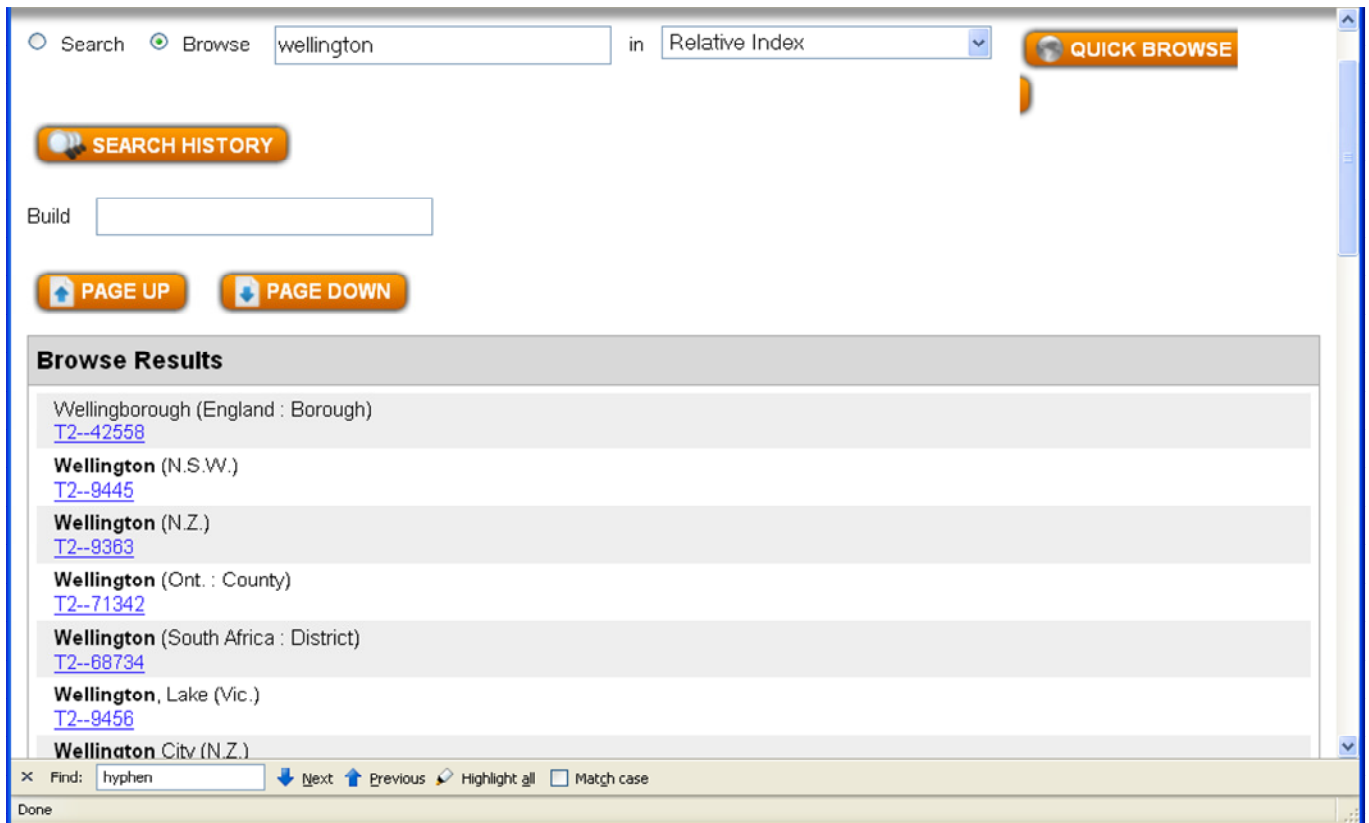 Search Browse wellington in Relative Index QUICK BROWSE
SEARCH HISTORY
Build
PAGE UP PAGE DOWN
Browse Results
Wellingborough (England : Borough)
T2--42558
Wellington (N.S.W.)
T2--9445
Wellington (N.Z.)
T2--9363
Wellington (Ont. : County)
T2--71342
Wellington (South Africa : District)
T2--68734
Wellington, Lake (Vic.)
T2--9456
Wellington City (N.Z.)
× Find: hyphen Next Previous Highlight all Match case
Done